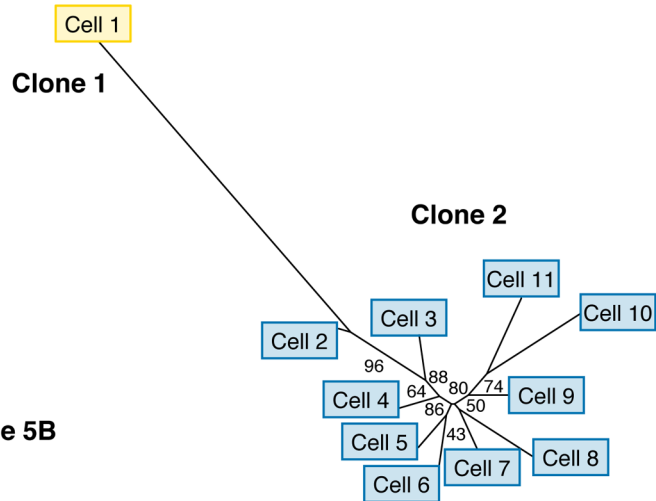 Cell 1
Clone 1
Clone 2
Cell 11
Cell 10
Cell 3
Cell 2
96
88
80
74
64
Cell 9
Cell 4
86
50
e 5B
43
Cell 5
Cell 8
Cell 7
Cell 6